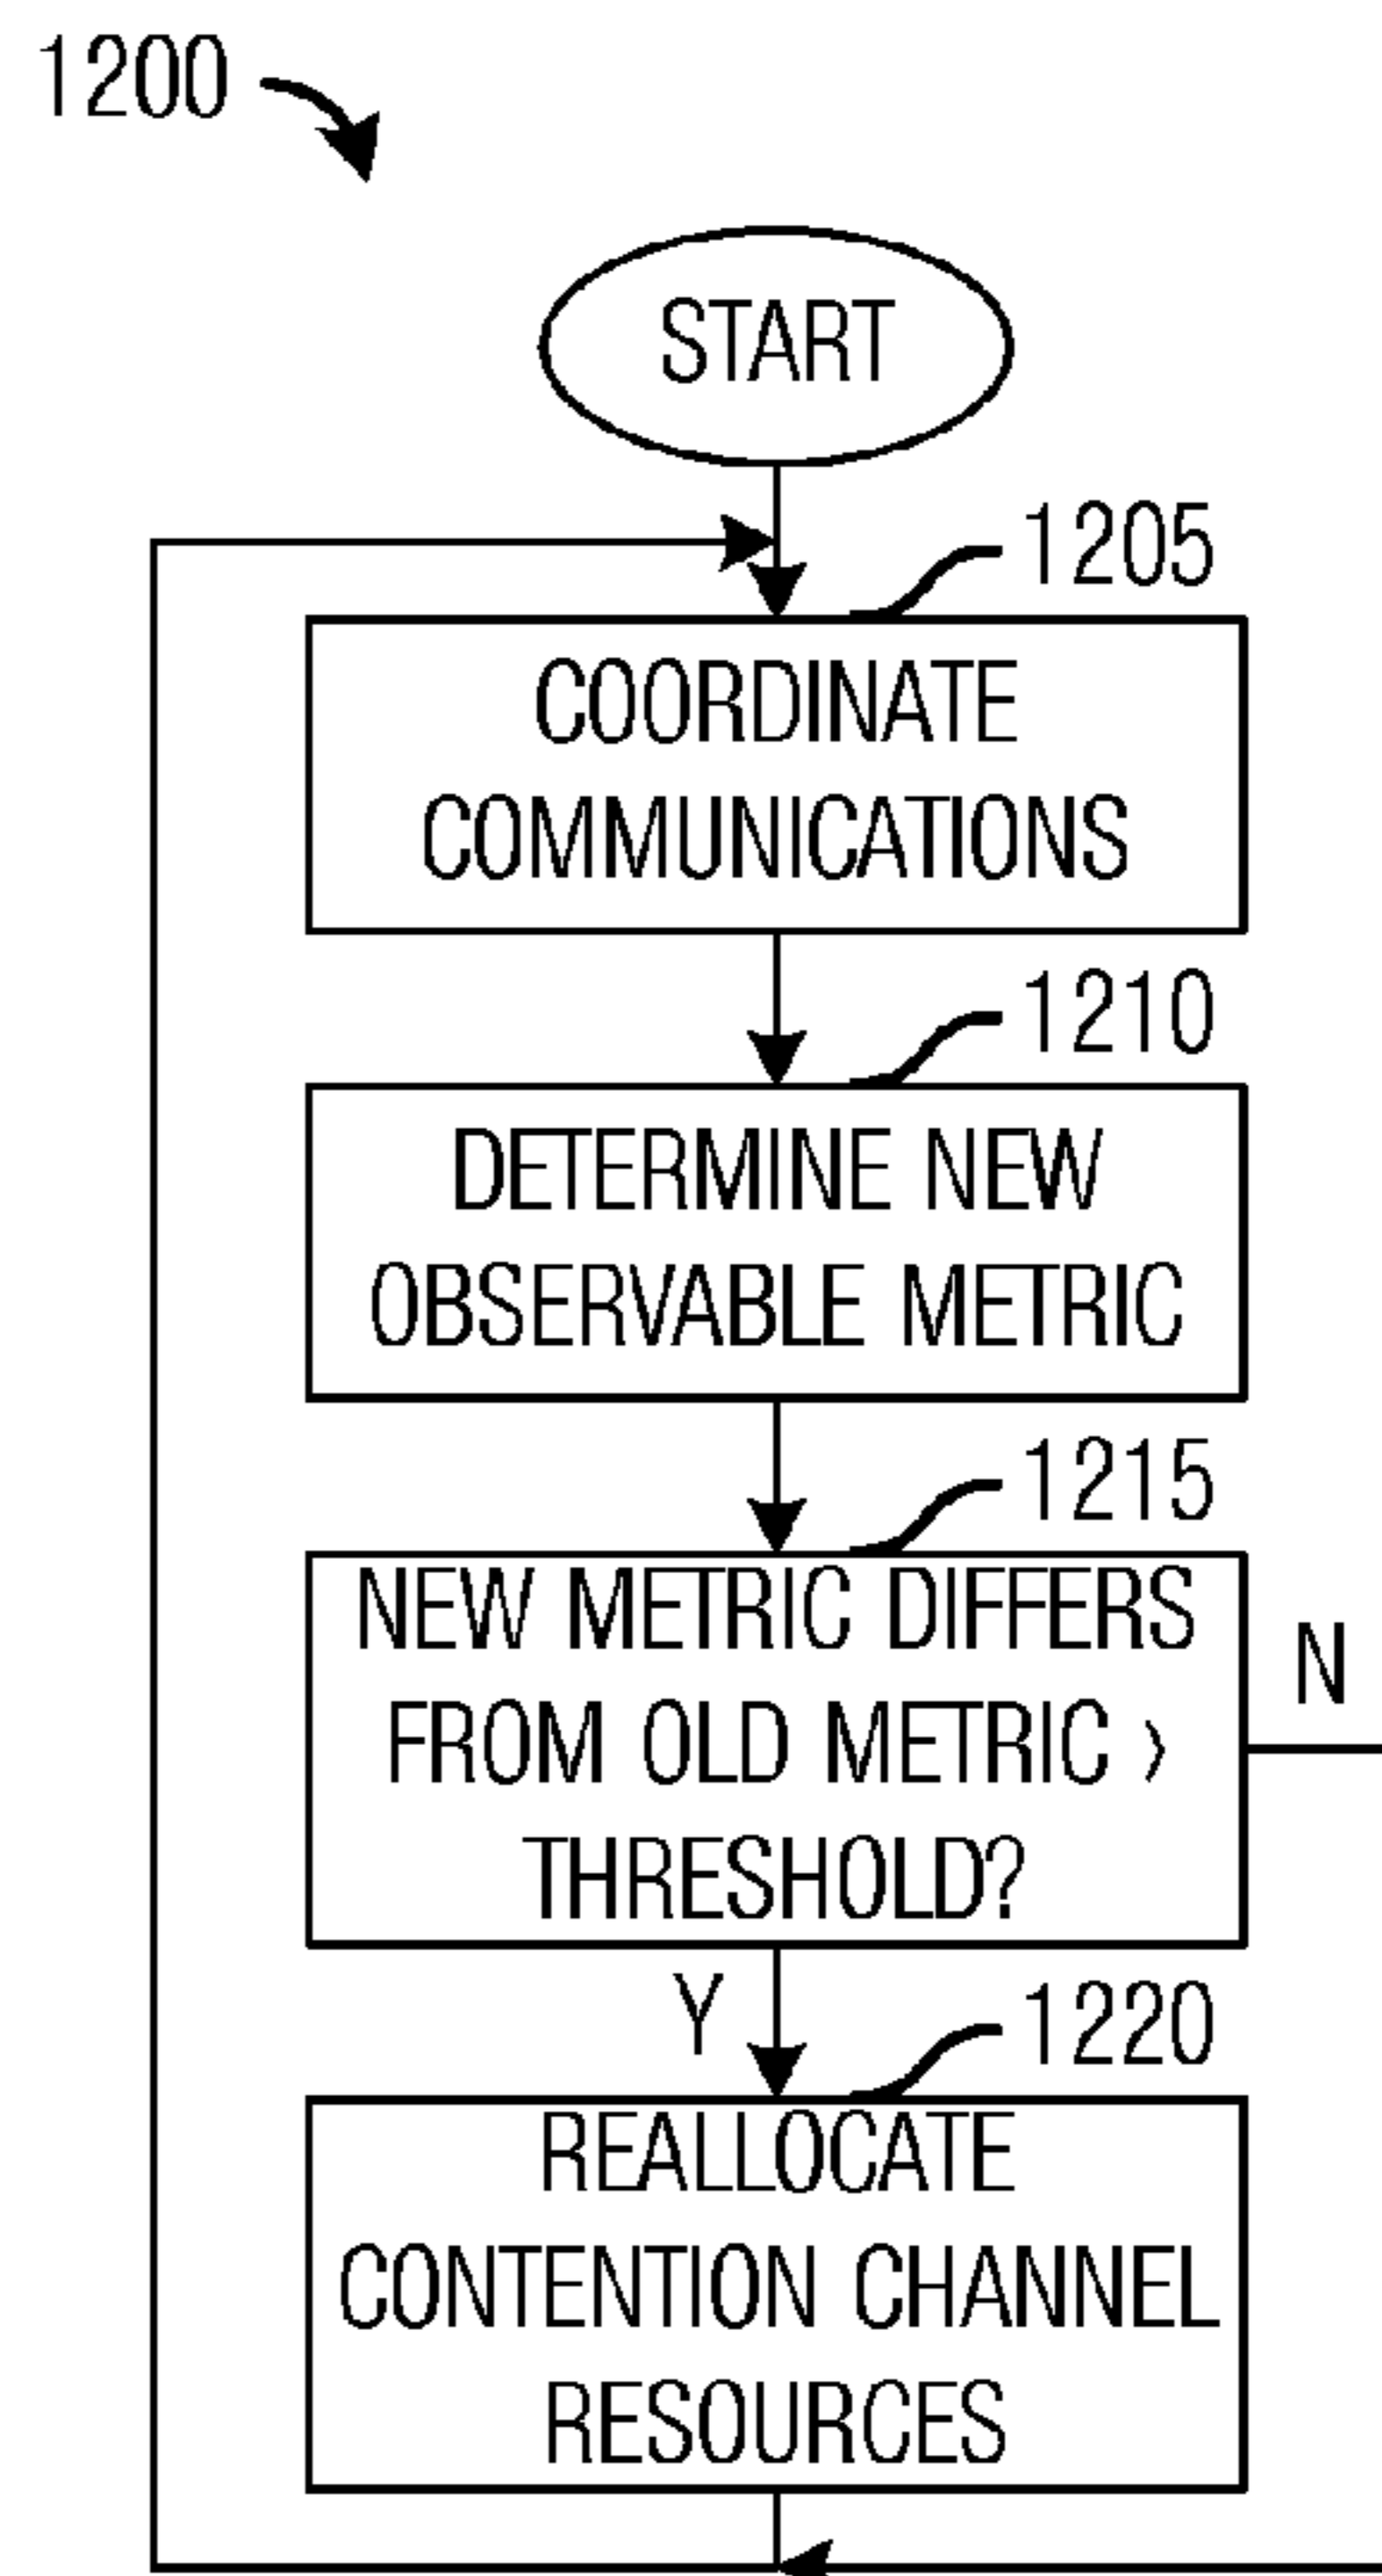 1200
START
1205
COORDINATE
COMMUNICATIONS
1210
DETERMINE NEW
OBSERVABLE METRIC
1215
NEW METRIC DIFFERS
FROM OLD METRIC >
THRESHOLD?
N
Y
1220
REALLOCATE
CONTENTION CHANNEL
RESOURCES